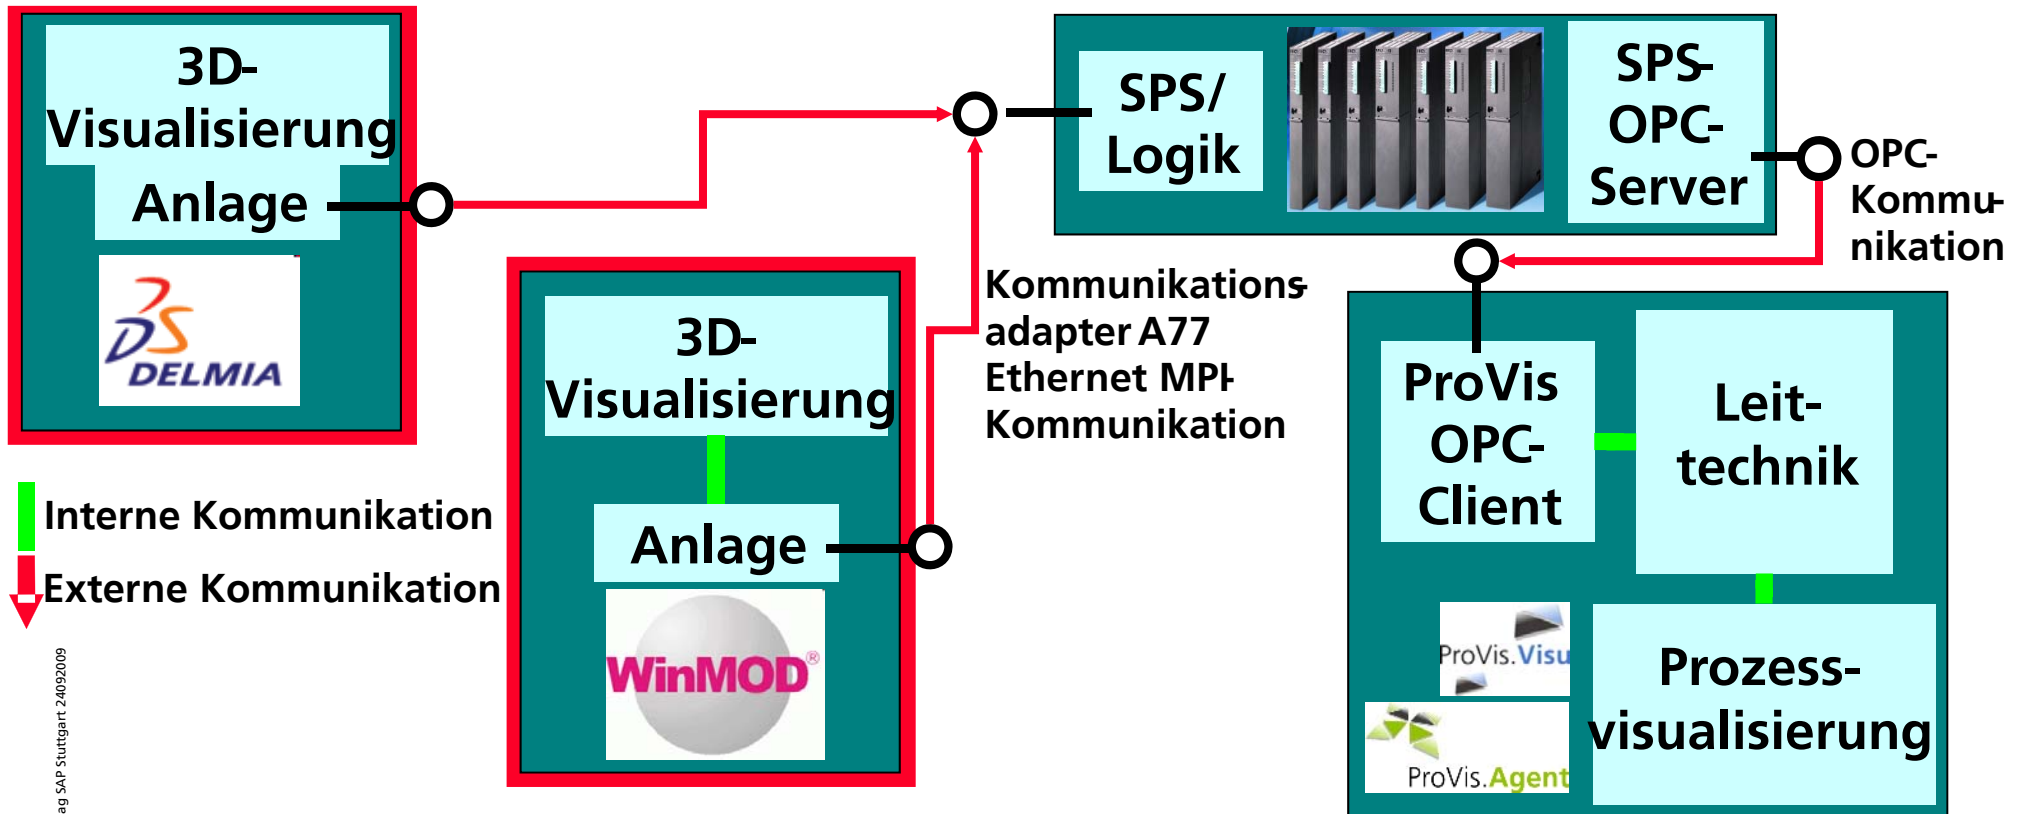 3D-
Visualisierung
Anlage
DS
DELMIA
Interne Kommunikation
Externe Kommunikation
ag SAP Stuttgart 24092009
3D-
Visualisierung
Anlage
WinMOD®
Kommunikations-
adapter A77
Ethernet MPI-
Kommunikation
SPS/
Logik
SPS-
OPC-
Server
OPC-
Kommu-
nikation
ProVis
OPC-
Client
Leit-
technik
ProVis.Visu
ProVis.Agent
Prozess-
visualisierung